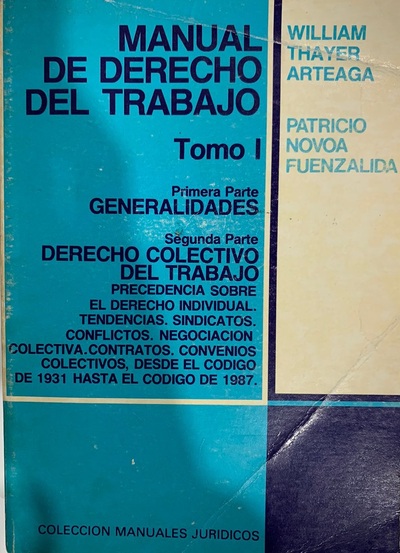 MANUAL
DE DERECHO
DEL TRABAJO
Tomo I
Primera Parte
GENERALIDADES
Segunda Parte
DERECHO COLECTIVO
DEL TRABAJO
PRECEDENCIA SOBRE
EL DERECHO INDIVIDUAL.
TENDENCIAS. SINDICATOS.
CONFLICTOS. NEGOCIACION
COLECTIVA.CONTRATOS. CONVENIOS
COLECTIVOS, DESDE EL CODIGO
DE 1931 HASTA EL CODIGO DE 1987.
WILLIAM
THAYER
ARTEAGA
PATRICIO
NOVOA
FUENZALIDA
COLECCION MANUALES JURIDICOS